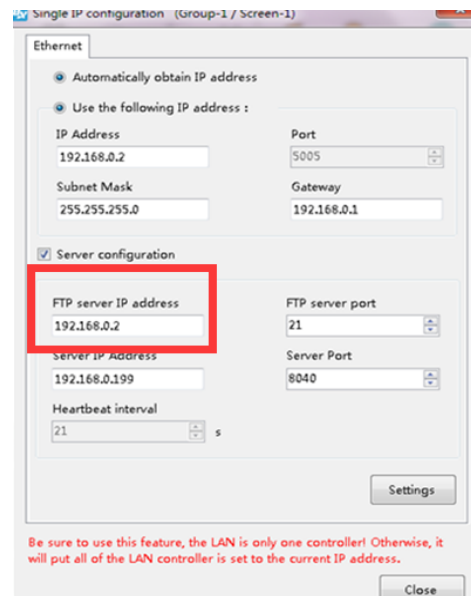 Single IP configuration (Group-1 / Screen-1)
Ethernet
Automatically obtain IP address
Use the following IP address :
IP Address Port
192.168.0.2 5005
Subnet Mask Gateway
255.255.255.0 192.168.0.1
Server configuration
FTP server IP address FTP server port
192.168.0.2 21
Server IP Address Server Port
192.168.0.199 8040
Heartbeat interval
21 s
Settings
Be sure to use this feature, the LAN is only one controller! Otherwise, it
will put all of the LAN controller is set to the current IP address.
Close